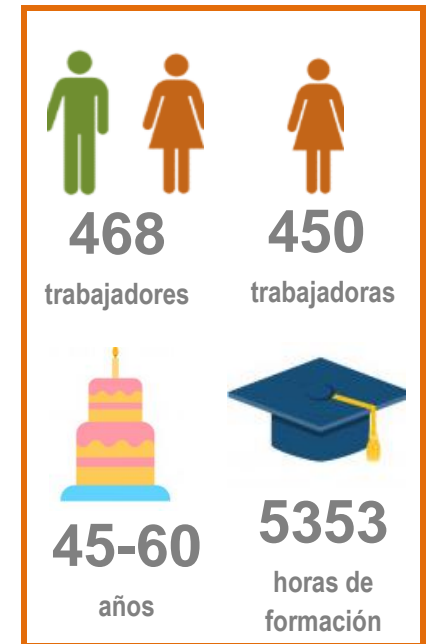 468
trabajadores
450
trabajadoras
45-60
años
5353
horas de
formación